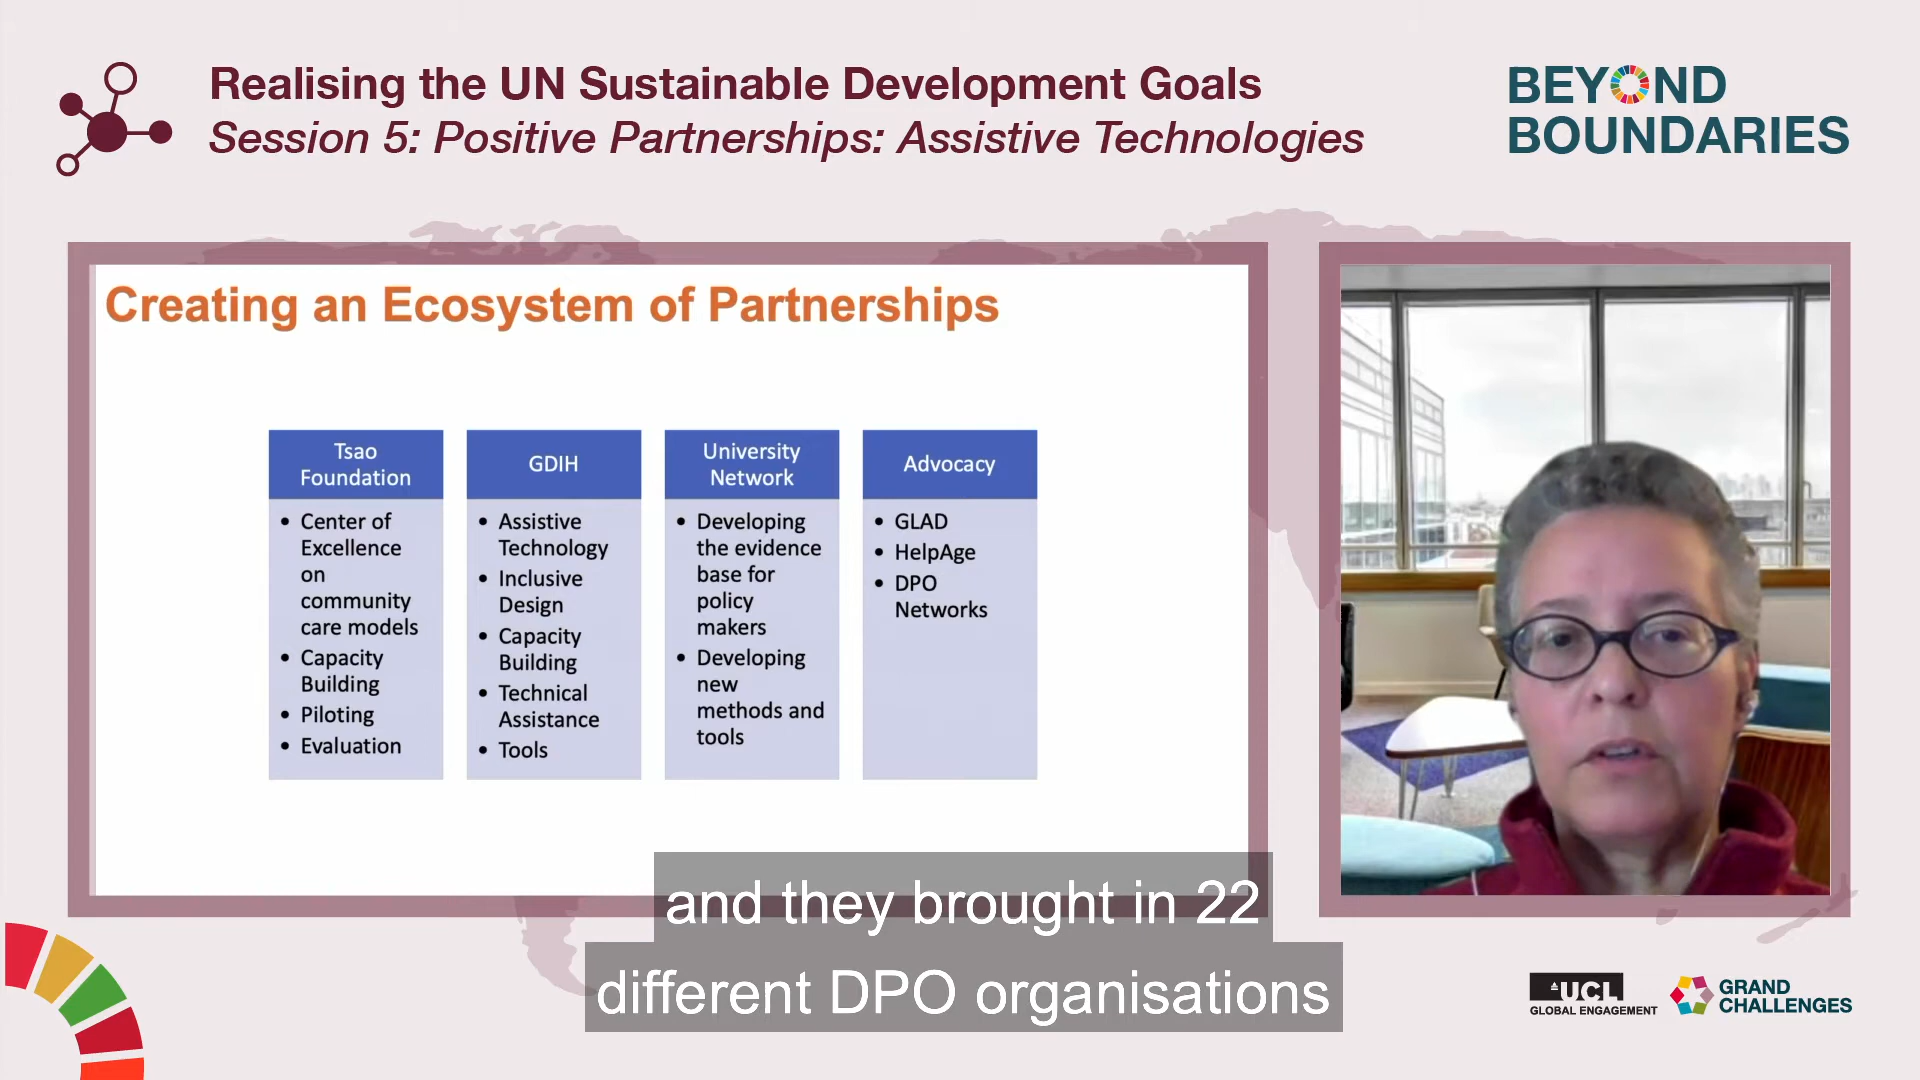 Realising the UN Sustainable Development Goals
Session 5: Positive Partnerships: Assistive Technologies
BEYOND
BOUNDARIES
Creating an Ecosystem of Partnerships
Tsao
Foundation
• Center of
Excellence
on
community
care models
• Capacity
Building
• Piloting
• Evaluation
GDIH
• Assistive
Technology
• Inclusive
Design
• Capacity
Building
• Technical
Assistance
• Tools
University
Network
• Developing
the evidence
base for
policy
makers
• Developing
new
methods and
tools
Advocacy
• GLAD
• HelpAge
• DPO
Networks
and they brought in 22
different DPO organisations
UCL
GLOBAL ENGAGEMENT
GRAND
CHALLENGES